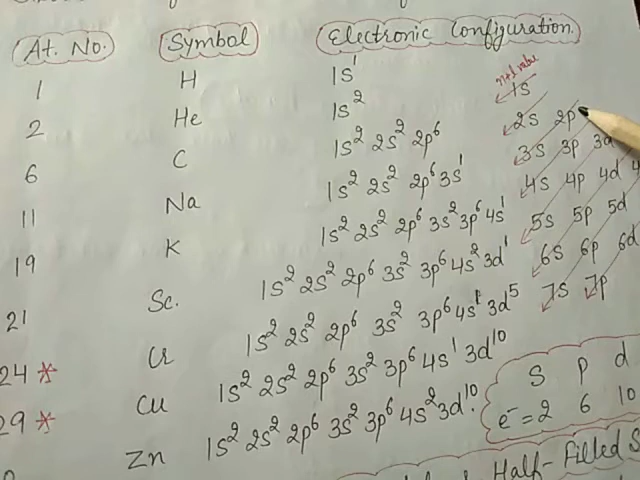 At. No. Symbol Electronic Configuration.
1 H 1s¹ n+l value
2 He 1s² 1s
6 C 1s² 2s² 2p⁶ 2s 2p
11 Na 1s² 2s² 2p⁶ 3s¹ 3s 3p 3d
19 K 1s² 2s² 2p⁶ 3s² 3p⁶ 4s¹ 4s 4p 4d
21 Sc. 1s² 2s² 2p⁶ 3s² 3p⁶ 4s² 3d¹ 5s 5p 5d
24 * Cr 1s² 2s² 2p⁶ 3s² 3p⁶ 4s¹ 3d⁵ 6s 6p 6d
29 * Cu 1s² 2s² 2p⁶ 3s² 3p⁶ 4s¹ 3d¹⁰ 7s 7p
Zn 1s² 2s² 2p⁶ 3s² 3p⁶ 4s² 3d¹⁰.
s p d
e⁻ = 2 6 10
Half-Filled